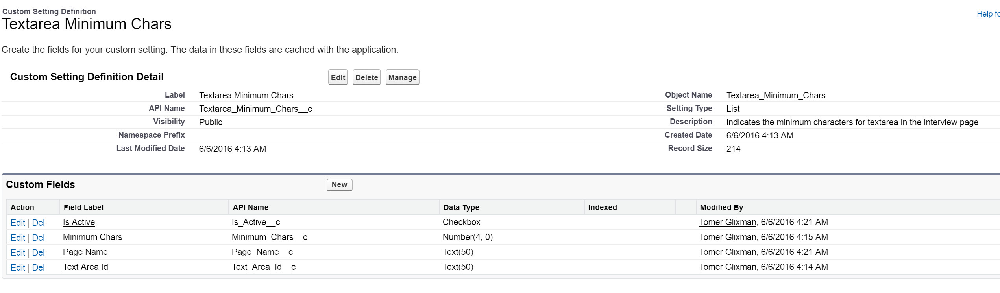 Custom Setting Definition
Textarea Minimum Chars
Help fo
Create the fields for your custom setting. The data in these fields are cached with the application.
Custom Setting Definition Detail Edit Delete Manage
Label Textarea Minimum Chars Object Name Textarea_Minimum_Chars
API Name Textarea_Minimum_Chars__c Setting Type List
Visibility Public Description indicates the minimum characters for textarea in the interview page
Namespace Prefix Created Date 6/6/2016 4:13 AM
Last Modified Date 6/6/2016 4:13 AM Record Size 214
Custom Fields New
Action Field Label API Name Data Type Indexed Modified By
Edit | Del Is Active Is_Active__c Checkbox Tomer Glixman, 6/6/2016 4:21 AM
Edit | Del Minimum Chars Minimum_Chars__c Number(4, 0) Tomer Glixman, 6/6/2016 4:15 AM
Edit | Del Page Name Page_Name__c Text(50) Tomer Glixman, 6/6/2016 4:21 AM
Edit | Del Text Area Id Text_Area_Id__c Text(50) Tomer Glixman, 6/6/2016 4:14 AM